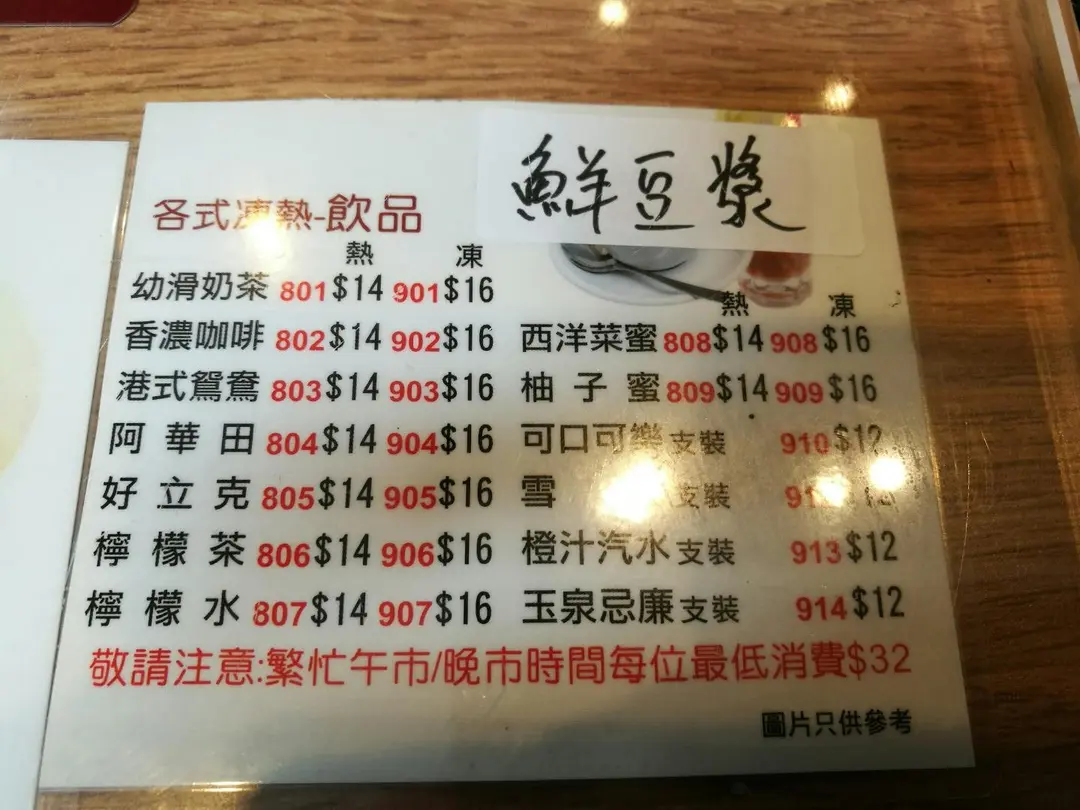 鮮豆漿
各式凍熱-飲品
熱 凍
幼滑奶茶 801 $14 901 $16
香濃咖啡 802 $14 902 $16
港式鴛鴦 803 $14 903 $16
阿華田 804 $14 904 $16
好立克 805 $14 905 $16
檸檬茶 806 $14 906 $16
檸檬水 807 $14 907 $16
熱 凍
西洋菜蜜 808 $14 908 $16
柚子蜜 809 $14 909 $16
可口可樂 支裝 910 $12
雪 支裝
橙汁汽水 支裝 913 $12
玉泉忌廉 支裝 914 $12
敬請注意:繁忙午市/晚市時間每位最低消費$32
圖片只供參考